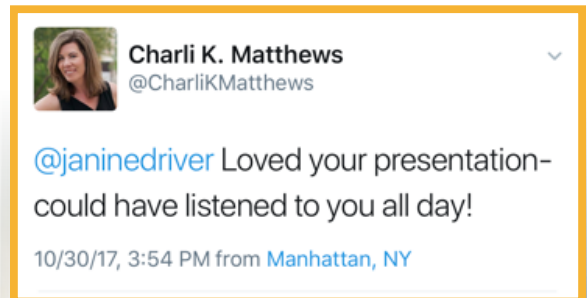 Charli K. Matthews
@CharliKMatthews
@janinedriver Loved your presentation-
could have listened to you all day!
10/30/17, 3:54 PM from Manhattan, NY